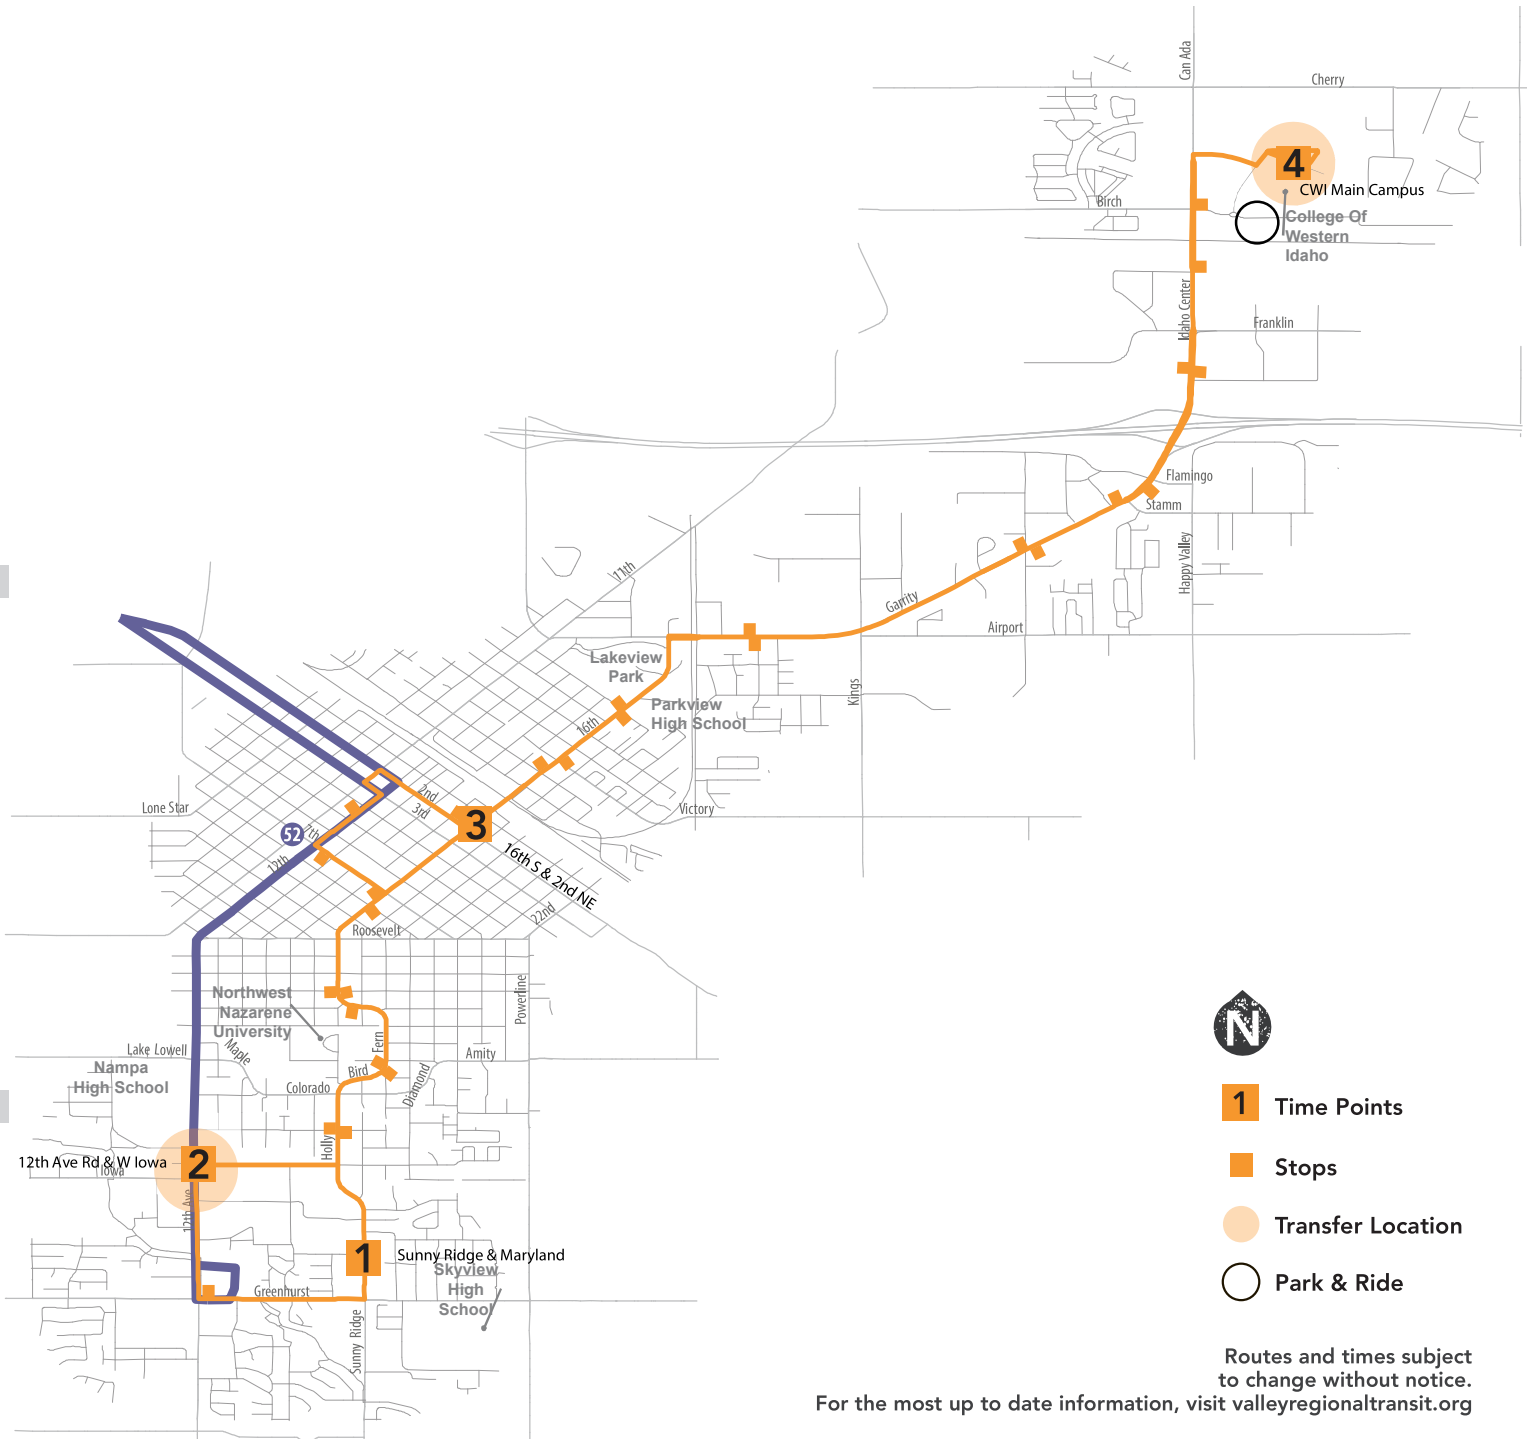 Can Ada
Cherry
4
CWI Main Campus
Birch
College Of
Western
Idaho
Idaho Center
Franklin
Flamingo
Stamm
Happy Valley
11th
Garrity
Airport
Lakeview
Park
Parkview
High School
Kings
16th
2nd
3rd
Lone Star
Victory
3
52
7th
12th
16th S & 2nd NE
22nd
Roosevelt
Northwest
Nazarene
University
Powerline
Fern
Lake Lowell
Maple
Amity
Nampa
High School
Bird
Colorado
Diamond
Holly
12th Ave Rd & W Iowa
Iowa
2
12th Ave
1
Sunny Ridge & Maryland
Skyview
High
School
Greenhurst
Sunny Ridge
N
1 Time Points
Stops
Transfer Location
Park & Ride
Routes and times subject
to change without notice.
For the most up to date information, visit valleyregionaltransit.org